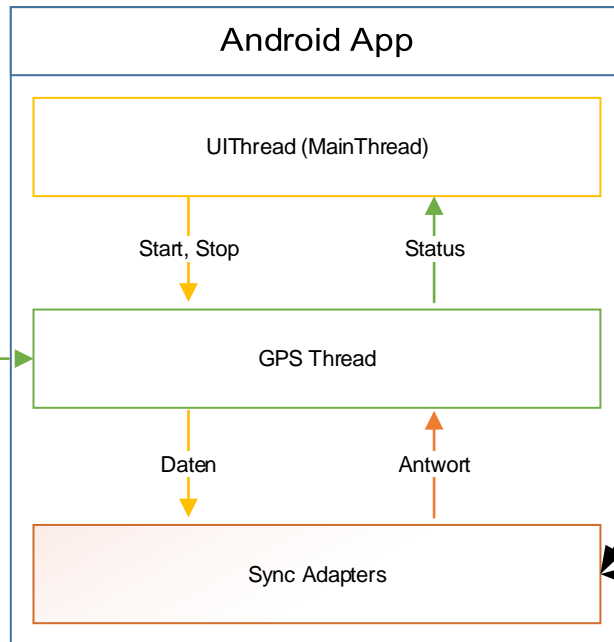 Android App
UIThread (MainThread)
Start, Stop
Status
GPS Thread
Daten
Antwort
Sync Adapters